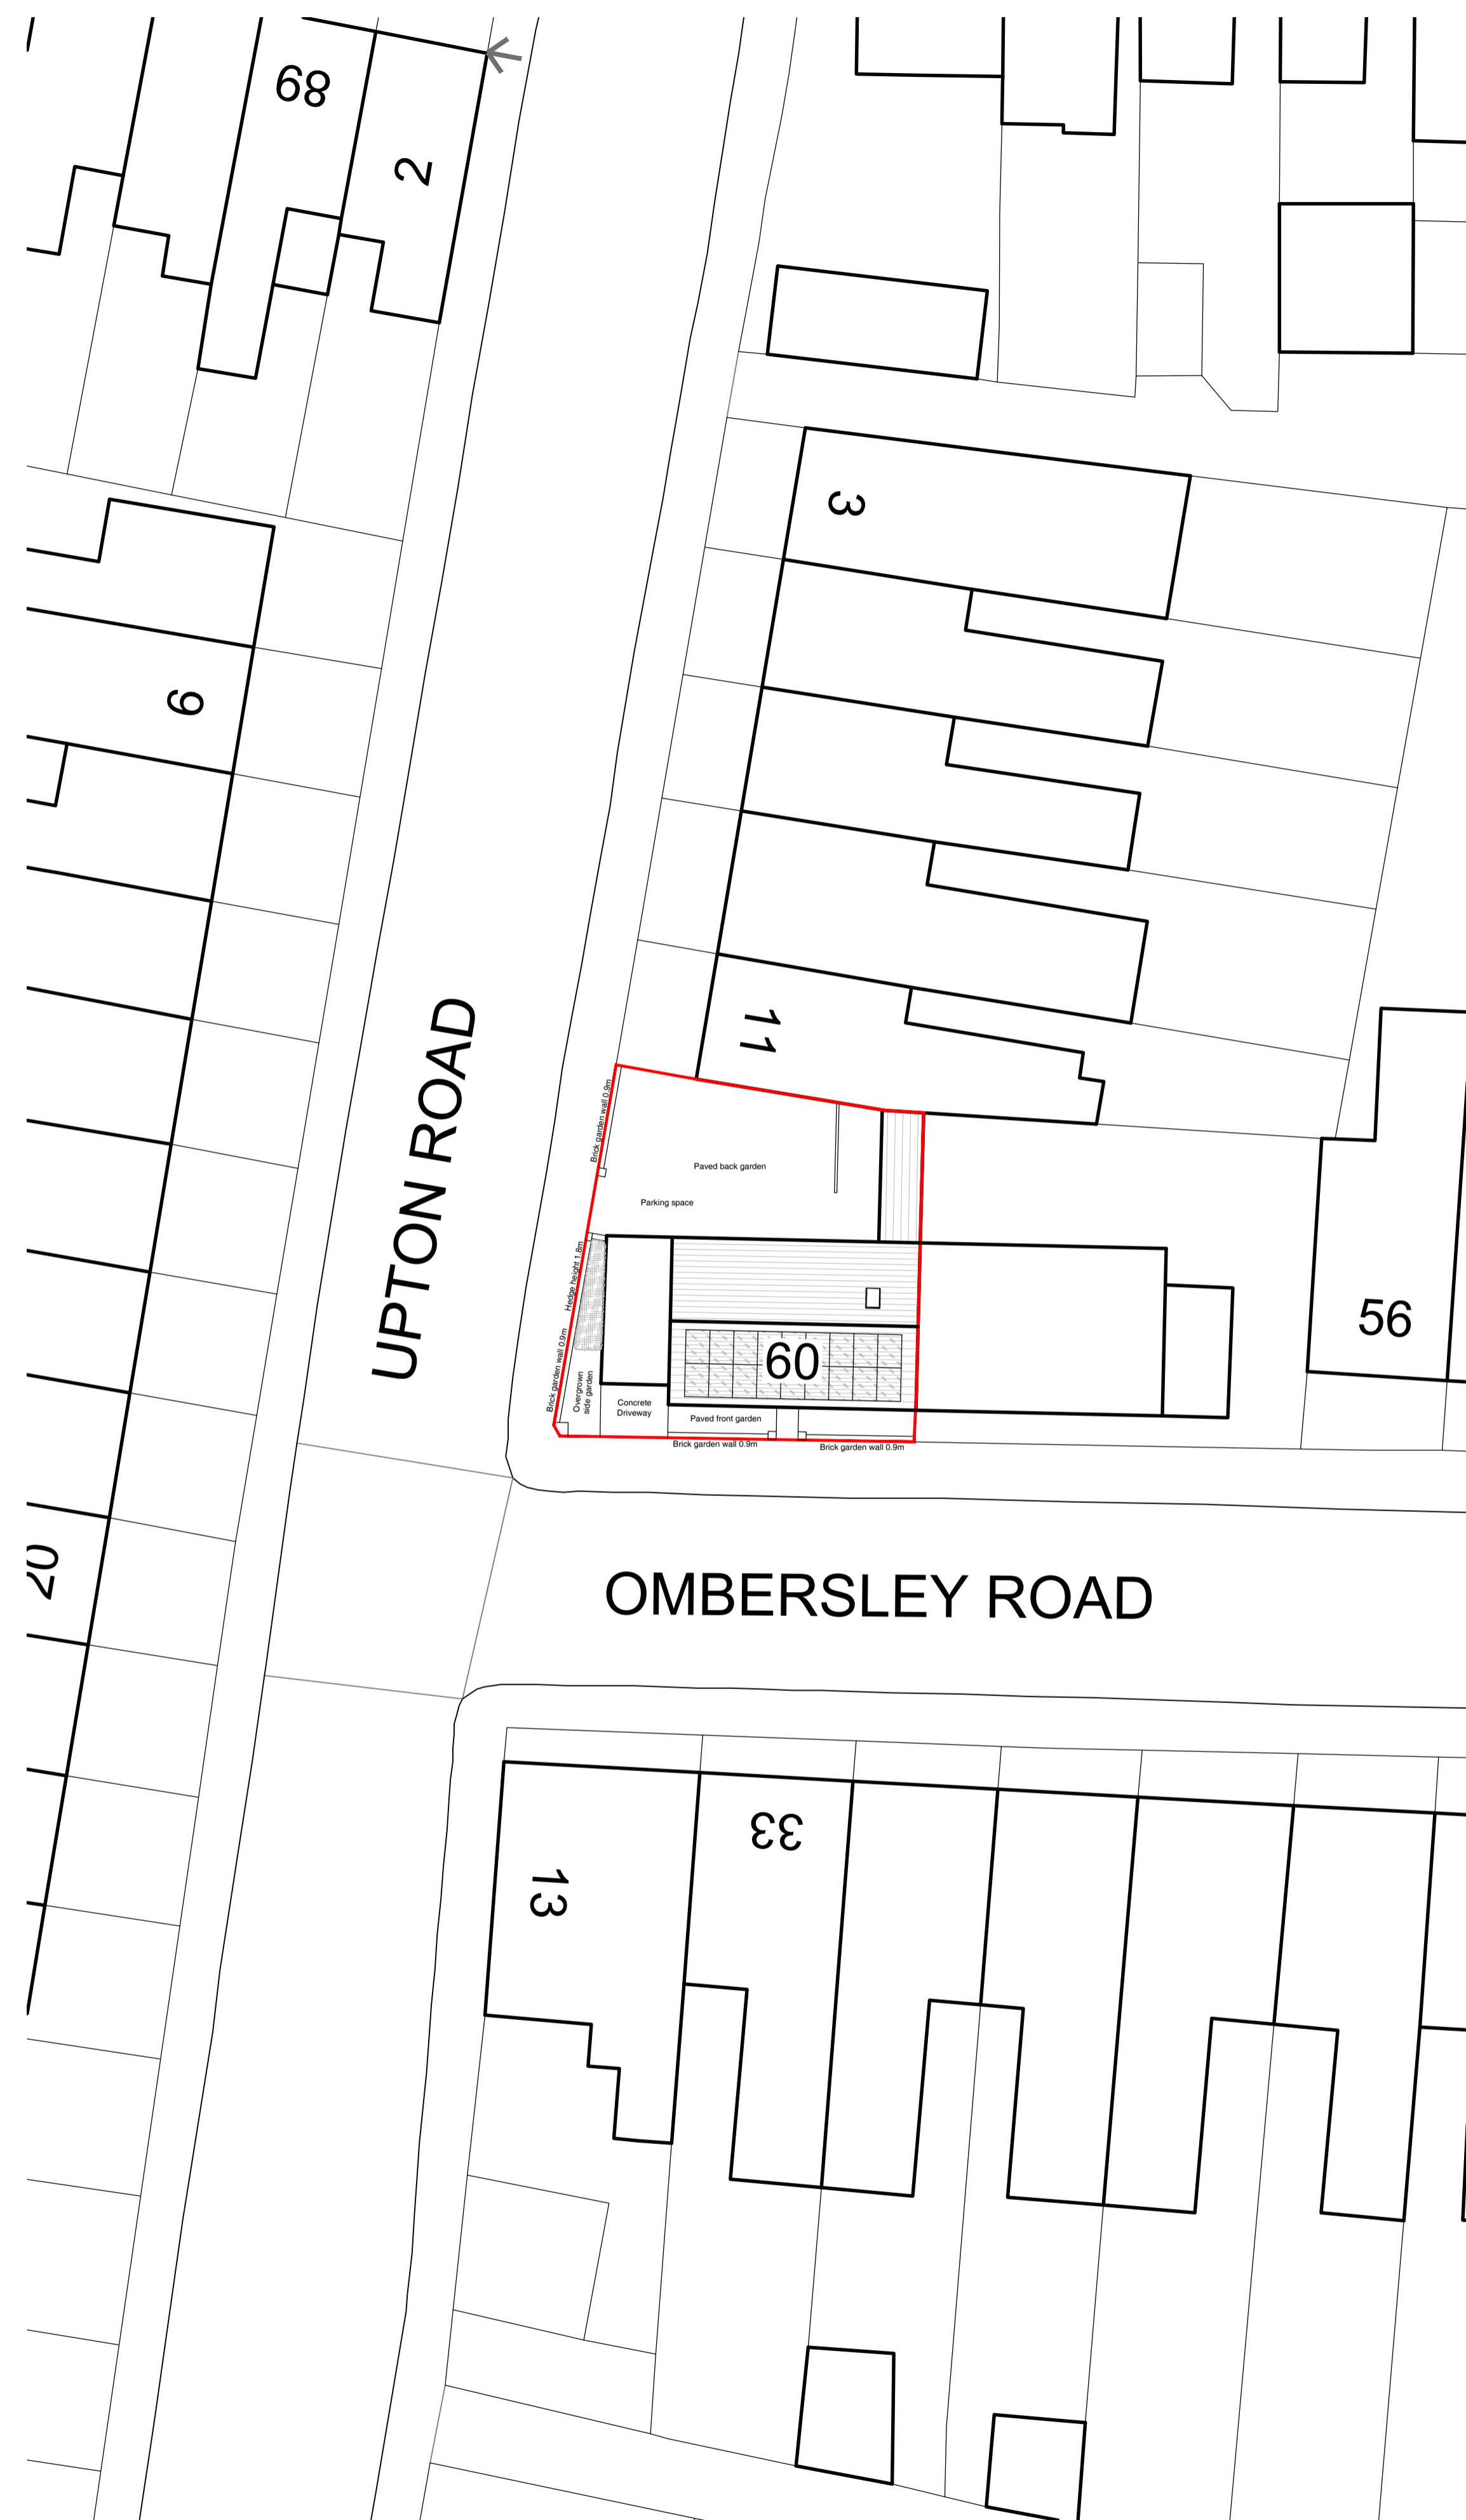 68
2
3
9
11
UPTON ROAD
Brick garden wall 0.9m
Paved back garden
Parking space
Hedge height 1.8m
Brick garden wall 0.9m
Overgrown
side garden
Concrete
Driveway
60
Paved front garden
Brick garden wall 0.9m
Brick garden wall 0.9m
56
20
OMBERSLEY ROAD
33
13